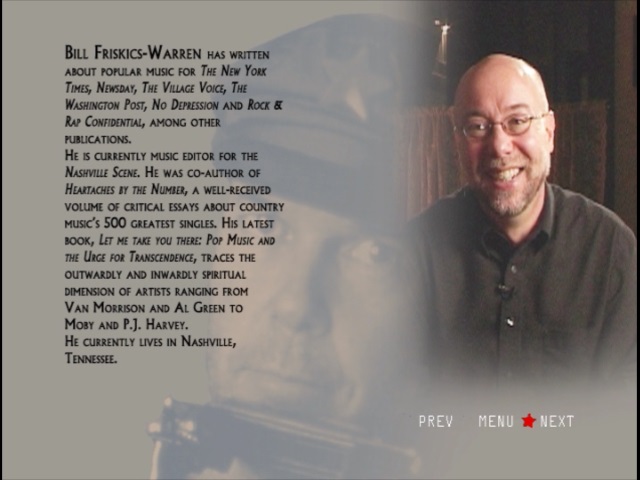 Bill Friskics-Warren has written
about popular music for The New York
Times, Newsday, The Village Voice, The
Washington Post, No Depression and Rock &
Rap Confidential, among other
publications.
He is currently music editor for the
Nashville Scene. He was co-author of
Heartaches by the Number, a well-received
volume of critical essays about country
music's 500 greatest singles. His latest
book, Let me take you there: Pop Music and
the Urge for Transcendence, traces the
outwardly and inwardly spiritual
dimension of artists ranging from
Van Morrison and Al Green to
Moby and P.J. Harvey.
He currently lives in Nashville,
Tennessee.
PREV MENU NEXT